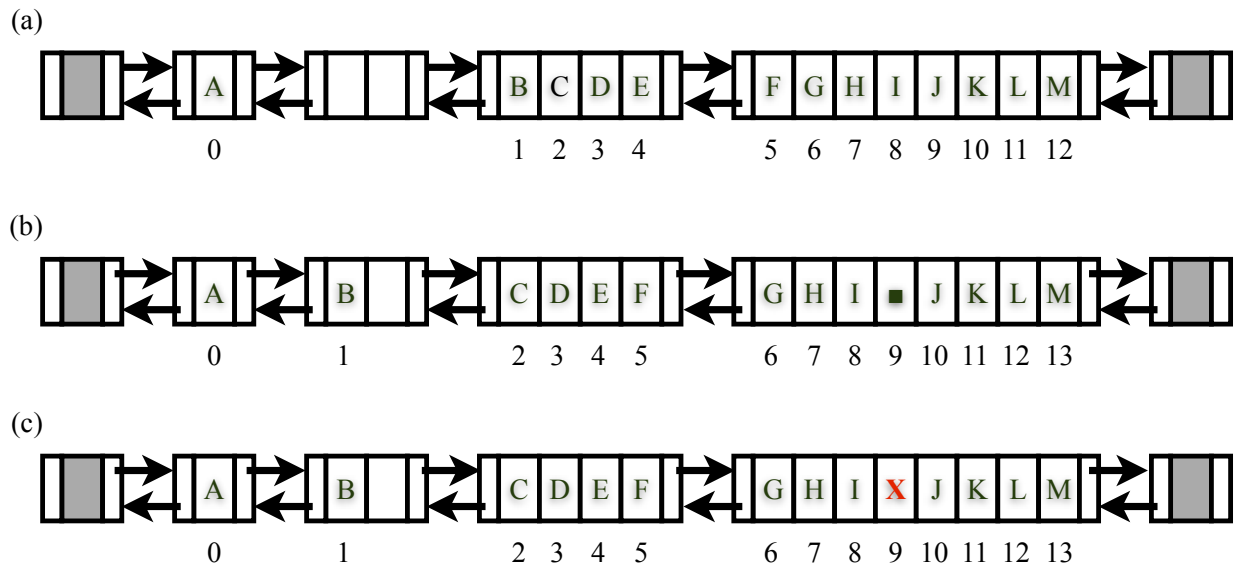 (a)
A B C D E F G H I J K L M
0 1 2 3 4 5 6 7 8 9 10 11 12
(b)
A B C D E F G H I ■ J K L M
0 1 2 3 4 5 6 7 8 9 10 11 12 13
(c)
A B C D E F G H I X J K L M
0 1 2 3 4 5 6 7 8 9 10 11 12 13